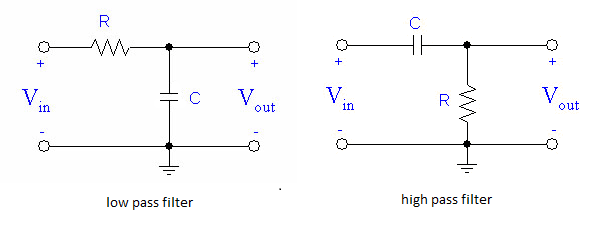 R
+
+
V in
C
V out
-
-
low pass filter
C
+
+
V in
R
V out
-
-
high pass filter